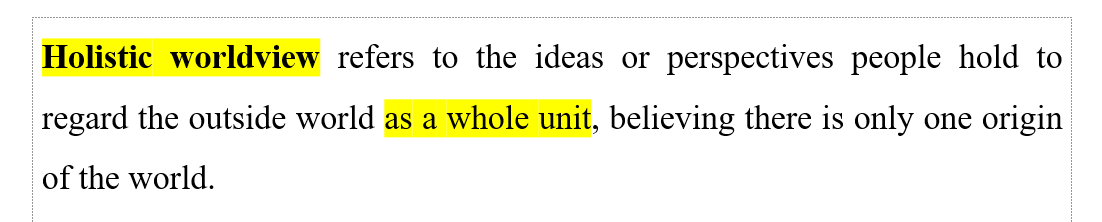 Holistic worldview refers to the ideas or perspectives people hold to
regard the outside world as a whole unit, believing there is only one origin
of the world.